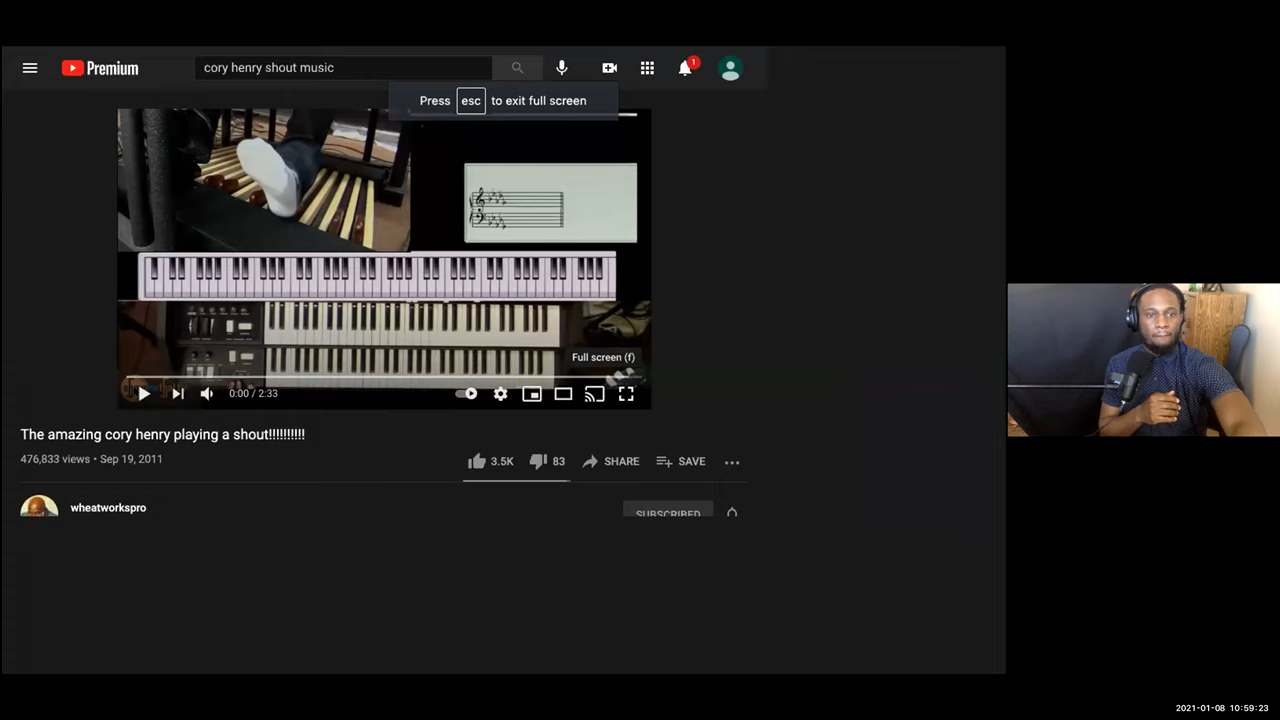 Premium
cory henry shout music
1
Press esc to exit full screen
Full screen (f)
0:00 / 2:33
The amazing cory henry playing a shout!!!!!!!!!!
476,833 views • Sep 19, 2011
3.5K
83
SHARE
SAVE
wheatworkspro
SUBSCRIBED
2021-01-08 10:59:23